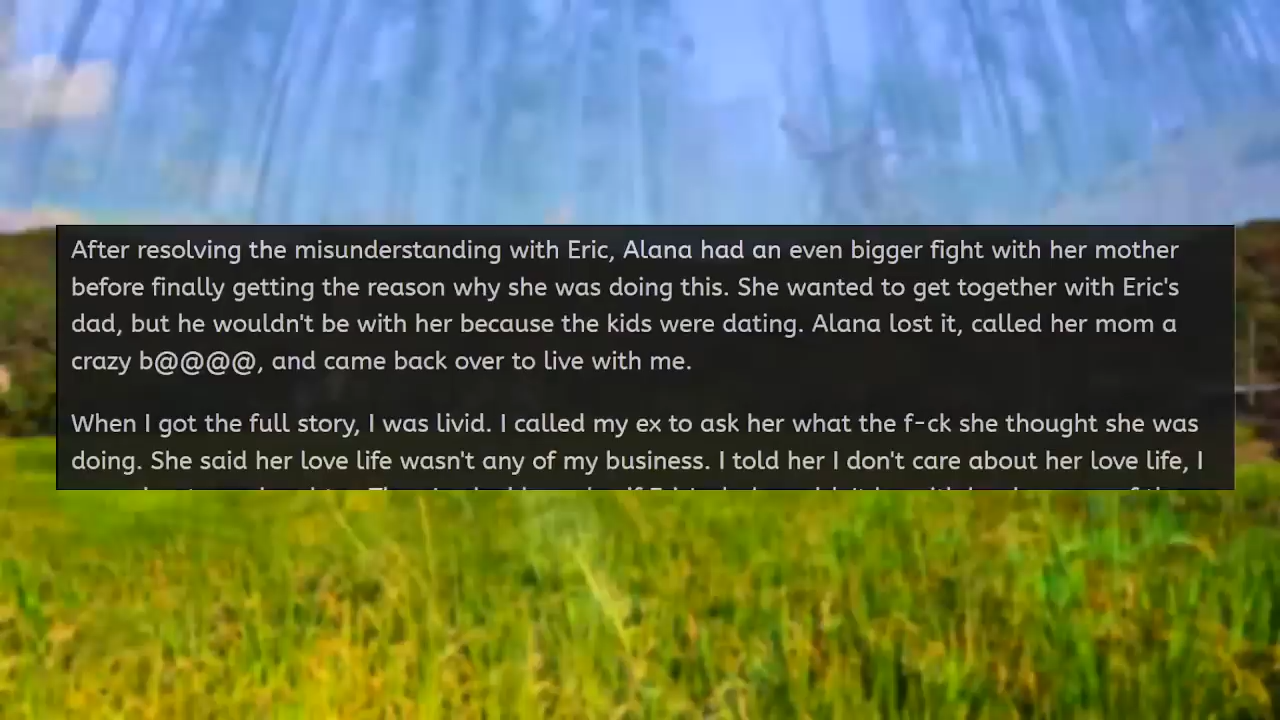 After resolving the misunderstanding with Eric, Alana had an even bigger fight with her mother
before finally getting the reason why she was doing this. She wanted to get together with Eric's
dad, but he wouldn't be with her because the kids were dating. Alana lost it, called her mom a
crazy b@@@@, and came back over to live with me.
When I got the full story, I was livid. I called my ex to ask her what the f-ck she thought she was
doing. She said her love life wasn't any of my business. I told her I don't care about her love life, I